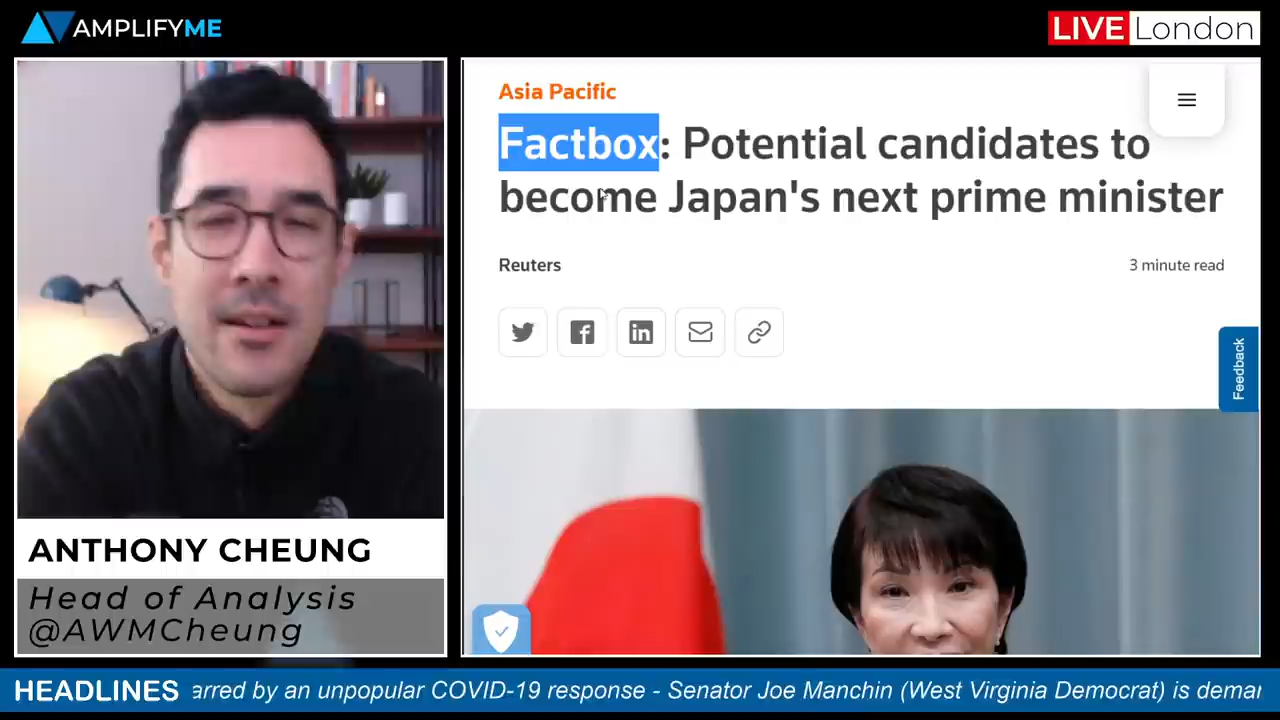 AMPLIFYME
LIVE London
Asia Pacific
Factbox: Potential candidates to
become Japan's next prime minister
Reuters
3 minute read
Feedback
ANTHONY CHEUNG
Head of Analysis
@AWMCheung
HEADLINES arred by an unpopular COVID-19 response - Senator Joe Manchin (West Virginia Democrat) is demar